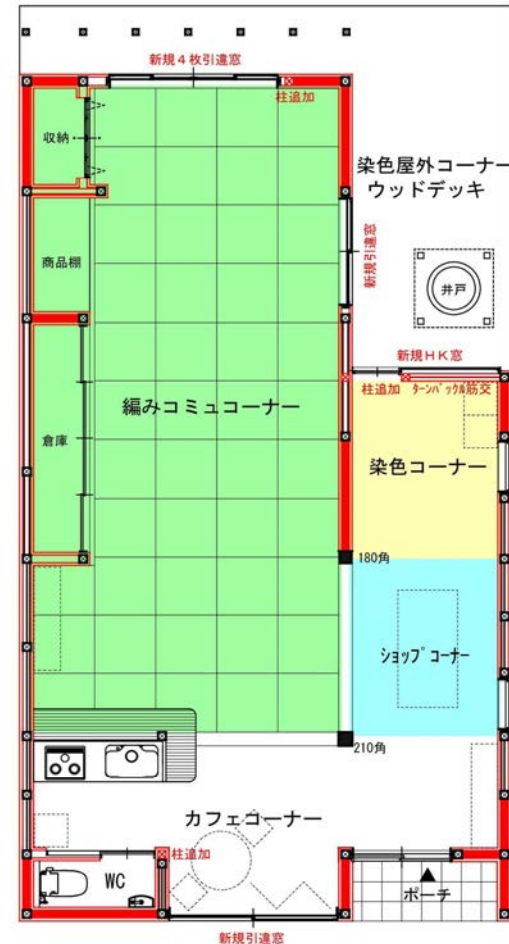 新規４枚引違窓
柱追加
収納
染色屋外コーナー
ウッドデッキ
商品棚
新規引違窓
井戸
新規ＨＫ窓
柱追加 ターンバックル筋交
編みコミュコーナー
倉庫
染色コーナー
180角
ショップコーナー
210角
カフェコーナー
柱追加
WC
ポーチ
新規引違窓